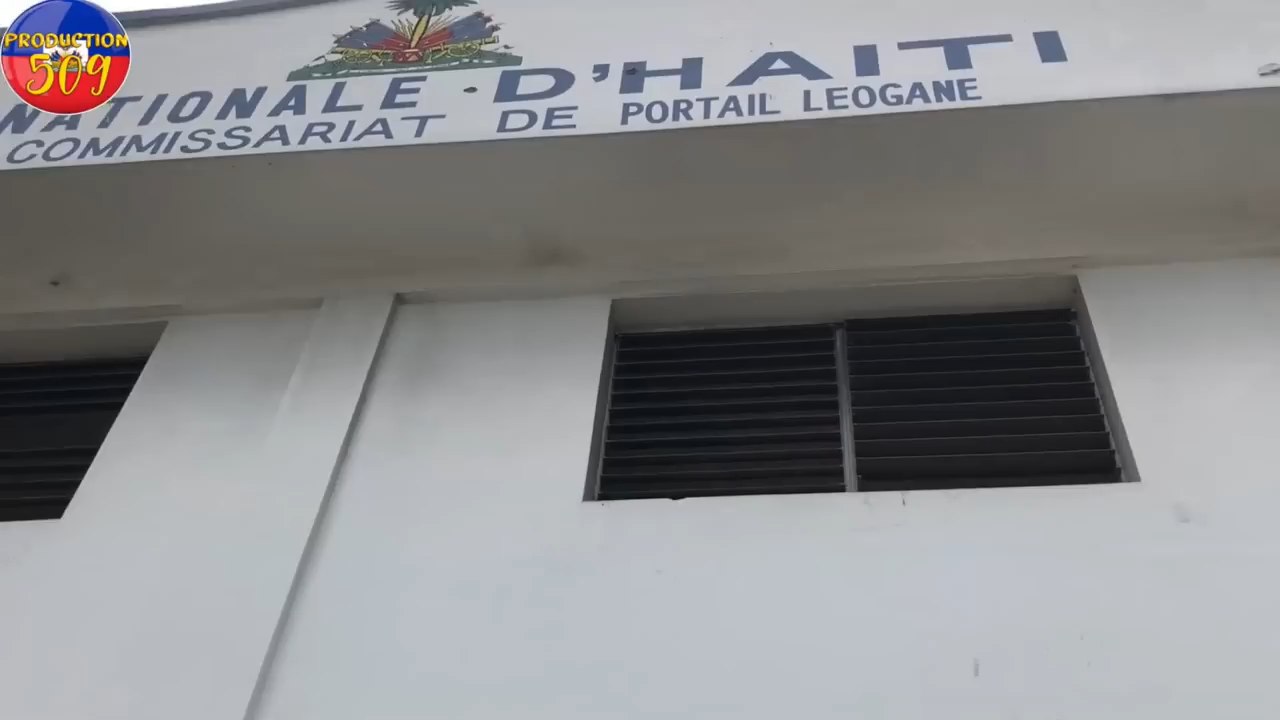 PRODUCTION
509
NATIONALE D'HAITI
COMMISSARIAT DE PORTAIL LEOGANE